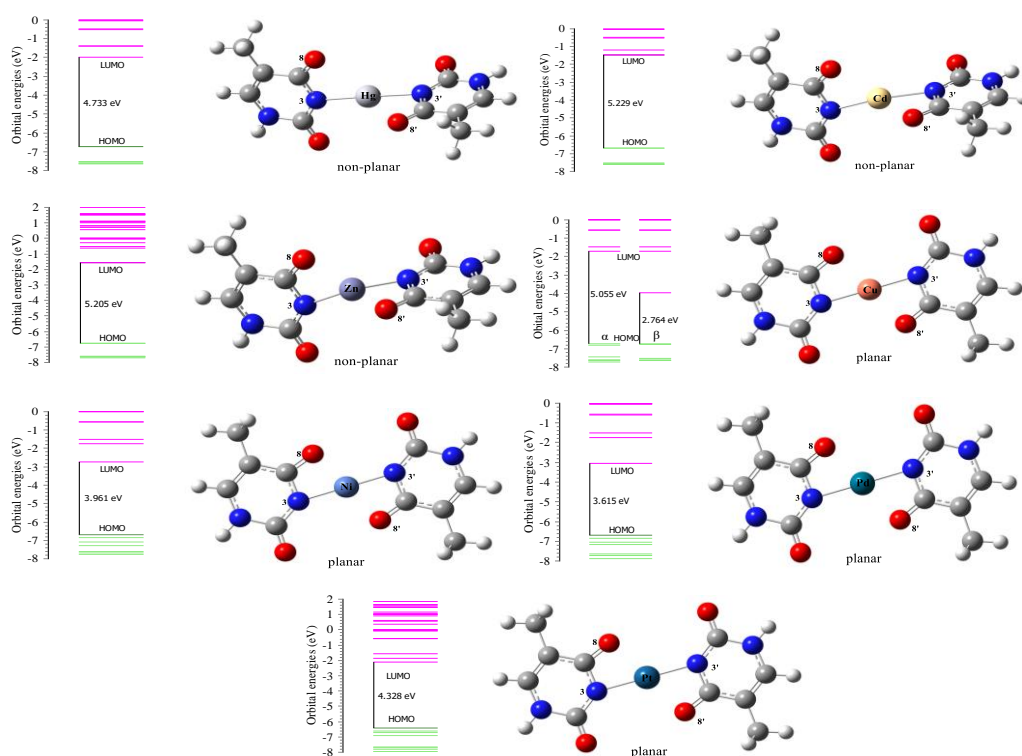 Orbital energies (eV)
0
-1
-2
-3
-4
-5
-6
-7
-8
LUMO
4.733 eV
HOMO
8
3
Hg
3'
8'
non-planar
Orbital energies (eV)
0
-1
-2
-3
-4
-5
-6
-7
-8
LUMO
5.229 eV
HOMO
8
3
Cd
3'
8'
non-planar
Orbital energies (eV)
2
1
0
-1
-2
-3
-4
-5
-6
-7
-8
LUMO
5.205 eV
HOMO
8
3
Zn
3'
8'
non-planar
Obital energies (eV)
0
-1
-2
-3
-4
-5
-6
-7
-8
LUMO
5.055 eV
2.764 eV
α HOMO β
8
3
Cu
3'
8'
planar
Orbital energies (eV)
0
-1
-2
-3
-4
-5
-6
-7
-8
LUMO
3.961 eV
HOMO
8
3
Ni
3'
8'
planar
Orbital energies (eV)
0
-1
-2
-3
-4
-5
-6
-7
-8
LUMO
3.615 eV
HOMO
8
3
Pd
3'
8'
planar
Orbital energies (eV)
2
1
0
-1
-2
-3
-4
-5
-6
-7
-8
LUMO
4.328 eV
HOMO
8
3
Pt
3'
8'
planar